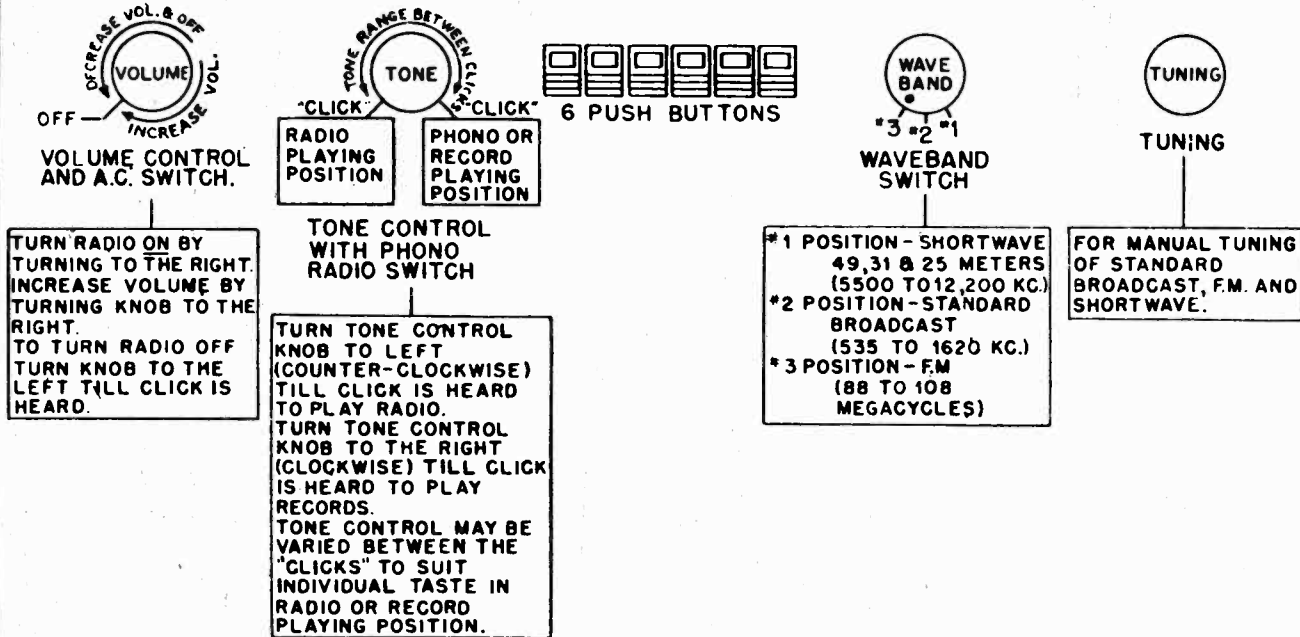 DECREASE VOL. & OFF
VOLUME
INCREASE VOL.
OFF
VOLUME CONTROL
AND A.C. SWITCH.
TURN RADIO ON BY
TURNING TO THE RIGHT.
INCREASE VOLUME BY
TURNING KNOB TO THE
RIGHT.
TO TURN RADIO OFF
TURN KNOB TO THE
LEFT TILL CLICK IS
HEARD.
TONE RANGE BETWEEN CLICKS
TONE
"CLICK"
"CLICK"
RADIO
PLAYING
POSITION
PHONO OR
RECORD
PLAYING
POSITION
TONE CONTROL
WITH PHONO
RADIO SWITCH
TURN TONE CONTROL
KNOB TO LEFT
(COUNTER-CLOCKWISE)
TILL CLICK IS HEARD
TO PLAY RADIO.
TURN TONE CONTROL
KNOB TO THE RIGHT
(CLOCKWISE) TILL CLICK
IS HEARD TO PLAY
RECORDS.
TONE CONTROL MAY BE
VARIED BETWEEN THE
"CLICKS" TO SUIT
INDIVIDUAL TASTE IN
RADIO OR RECORD
PLAYING POSITION.
6 PUSH BUTTONS
WAVE
BAND
#3 #2 #1
WAVEBAND
SWITCH
#1 POSITION - SHORTWAVE
49, 31 & 25 METERS
(5500 TO 12,200 KC.)
#2 POSITION - STANDARD
BROADCAST
(535 TO 1620 KC.)
#3 POSITION - F.M
(88 TO 108
MEGACYCLES)
TUNING
TUNING
FOR MANUAL TUNING
OF STANDARD
BROADCAST, F.M. AND
SHORTWAVE.